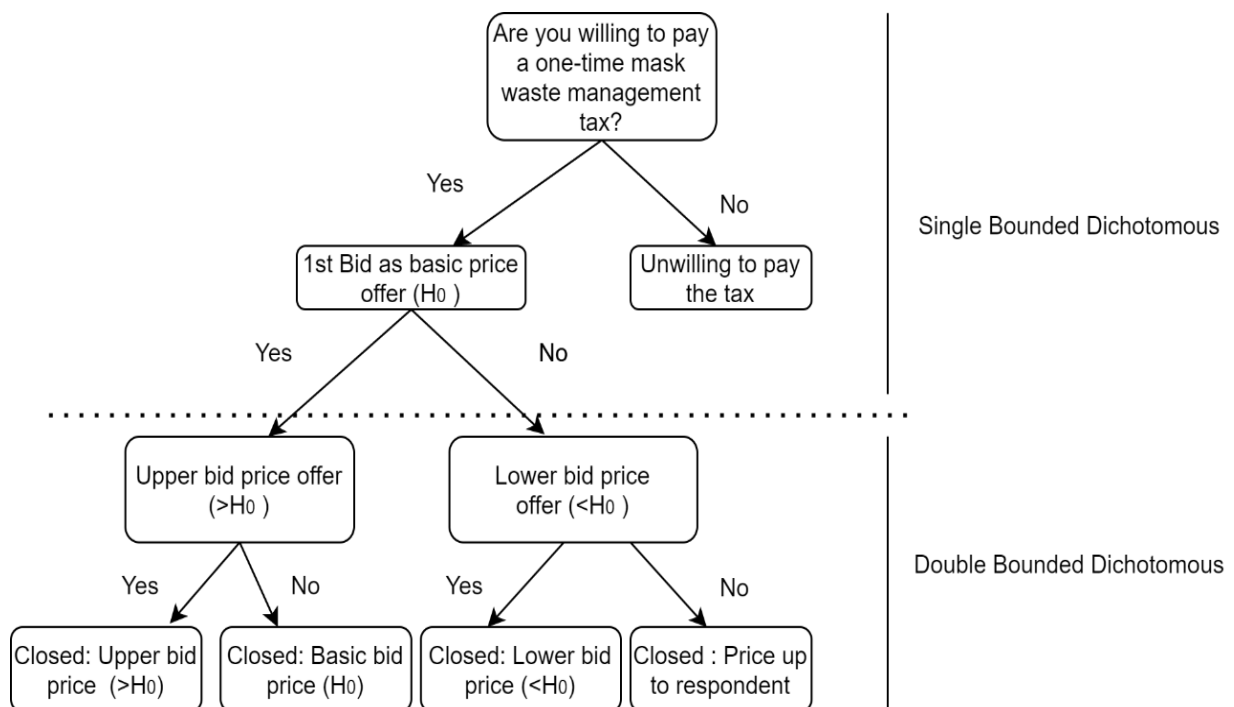 Are you willing to pay
a one-time mask
waste management
tax?
Yes
No
Single Bounded Dichotomous
1st Bid as basic price
offer (H0 )
Unwilling to pay
the tax
Yes
No
Upper bid price offer
(>H0 )
Lower bid price
offer (<H0 )
Double Bounded Dichotomous
Yes
No
Yes
No
Closed: Upper bid
price (>H0)
Closed: Basic bid
price (H0)
Closed: Lower bid
price (<H0)
Closed : Price up
to respondent